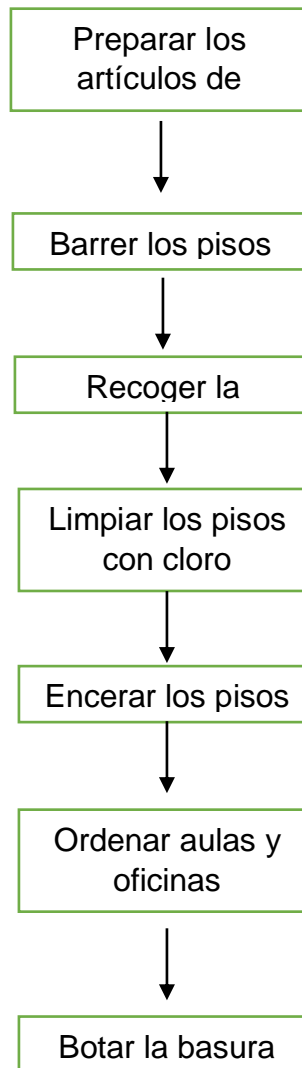 Preparar los
artículos de
Barrer los pisos
Recoger la
Limpiar los pisos
con cloro
Encerar los pisos
Ordenar aulas y
oficinas
Botar la basura